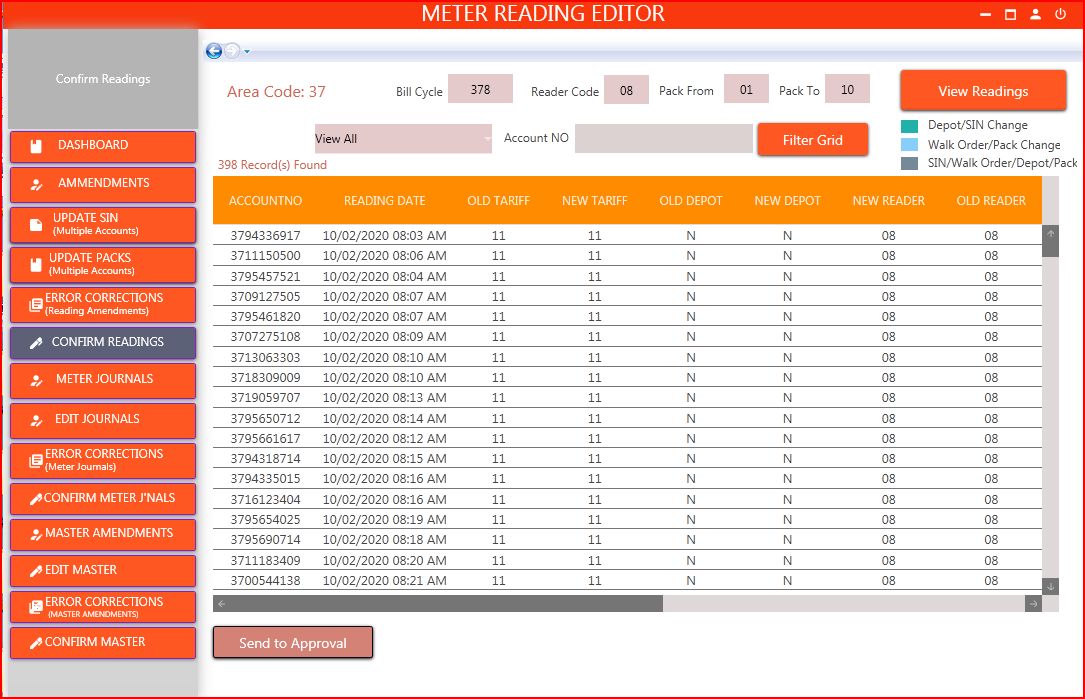 METER READING EDITOR
Confirm Readings
DASHBOARD
AMMENDMENTS
UPDATE SIN
(Multiple Accounts)
UPDATE PACKS
(Multiple Accounts)
ERROR CORRECTIONS
(Reading Amendments)
CONFIRM READINGS
METER JOURNALS
EDIT JOURNALS
ERROR CORRECTIONS
(Meter Journals)
CONFIRM METER J'NALS
MASTER AMENDMENTS
EDIT MASTER
ERROR CORRECTIONS
(MASTER AMENDMENTS)
CONFIRM MASTER
Area Code: 37 Bill Cycle 378 Reader Code 08 Pack From 01 Pack To 10 View Readings
View All Account NO Filter Grid
Depot/SIN Change
Walk Order/Pack Change
SIN/Walk Order/Depot/Pack
398 Record(s) Found
ACCOUNTNO READING DATE OLD TARIFF NEW TARIFF OLD DEPOT NEW DEPOT NEW READER OLD READER
3794336917 10/02/2020 08:03 AM 11 11 N N 08 08
3711150500 10/02/2020 08:06 AM 11 11 N N 08 08
3795457521 10/02/2020 08:04 AM 11 11 N N 08 08
3709127505 10/02/2020 08:07 AM 11 11 N N 08 08
3795461820 10/02/2020 08:07 AM 11 11 N N 08 08
3707275108 10/02/2020 08:09 AM 11 11 N N 08 08
3713063303 10/02/2020 08:10 AM 11 11 N N 08 08
3718309009 10/02/2020 08:10 AM 11 11 N N 08 08
3719059707 10/02/2020 08:13 AM 11 11 N N 08 08
3795650712 10/02/2020 08:14 AM 11 11 N N 08 08
3795661617 10/02/2020 08:12 AM 11 11 N N 08 08
3794318714 10/02/2020 08:15 AM 11 11 N N 08 08
3794335015 10/02/2020 08:16 AM 11 11 N N 08 08
3716123404 10/02/2020 08:16 AM 11 11 N N 08 08
3795654025 10/02/2020 08:19 AM 11 11 N N 08 08
3795690714 10/02/2020 08:18 AM 11 11 N N 08 08
3711183409 10/02/2020 08:20 AM 11 11 N N 08 08
3700544138 10/02/2020 08:21 AM 11 11 N N 08 08
Send to Approval